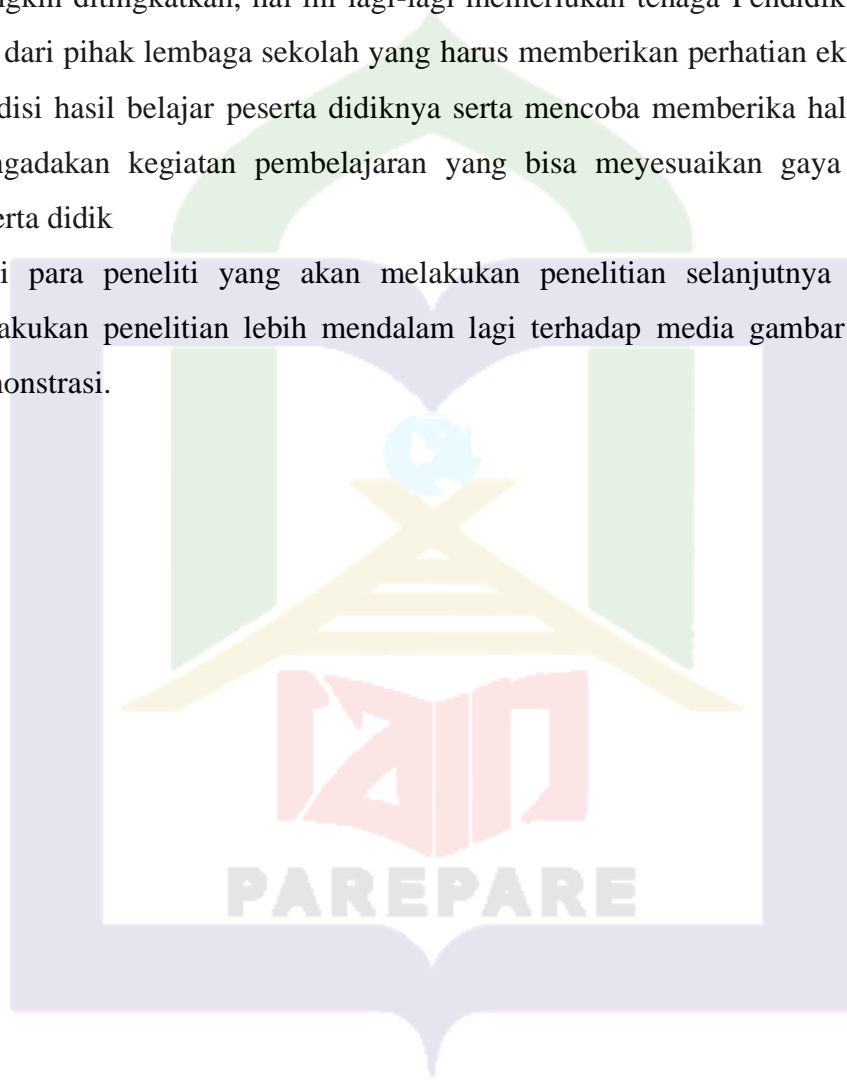 ngkin ditingkatkan, hal ini lagi-lagi memerlukan tenaga Pendidik
dari pihak lembaga sekolah yang harus memberikan perhatian ek
disi hasil belajar peserta didiknya serta mencoba memberika hal
ngadakan kegiatan pembelajaran yang bisa meyesuaikan gaya
erta didik
i para peneliti yang akan melakukan penelitian selanjutnya
akukan penelitian lebih mendalam lagi terhadap media gambar
onstrasi.
iain
PAREPARE